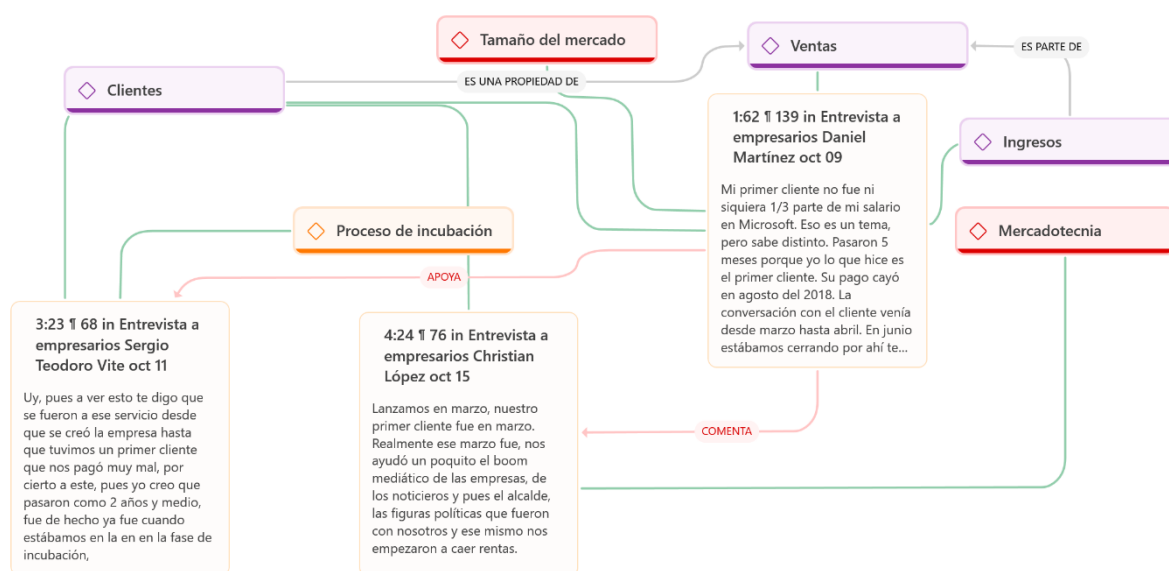 Tamaño del mercado
Ventas
ES PARTE DE
ES UNA PROPIEDAD DE
Clientes
1:62 ¶ 139 in Entrevista a
empresarios Daniel
Martínez oct 09
Mi primer cliente no fue ni
siquiera 1/3 parte de mi salario
en Microsoft. Eso es un tema,
pero sabe distinto. Pasaron 5
meses porque yo lo que hice es
el primer cliente. Su pago cayó
en agosto del 2018. La
conversación con el cliente venía
desde marzo hasta abril. En junio
estábamos cerrando por ahí te...
Ingresos
Proceso de incubación
Mercadotecnia
APOYA
3:23 ¶ 68 in Entrevista a
empresarios Sergio
Teodoro Vite oct 11
Uy, pues a ver esto te digo que
se fueron a ese servicio desde
que se creó la empresa hasta
que tuvimos un primer cliente
que nos pagó muy mal, por
cierto a este, pues yo creo que
pasaron como 2 años y medio,
fue de hecho ya fue cuando
estábamos en la en en la fase de
incubación,
4:24 ¶ 76 in Entrevista a
empresarios Christian
López oct 15
Lanzamos en marzo, nuestro
primer cliente fue en marzo.
Realmente ese marzo fue, nos
ayudó un poquito el boom
mediático de las empresas, de
los noticieros y pues el alcalde,
las figuras políticas que fueron
con nosotros y ese mismo nos
empezaron a caer rentas.
COMENTA